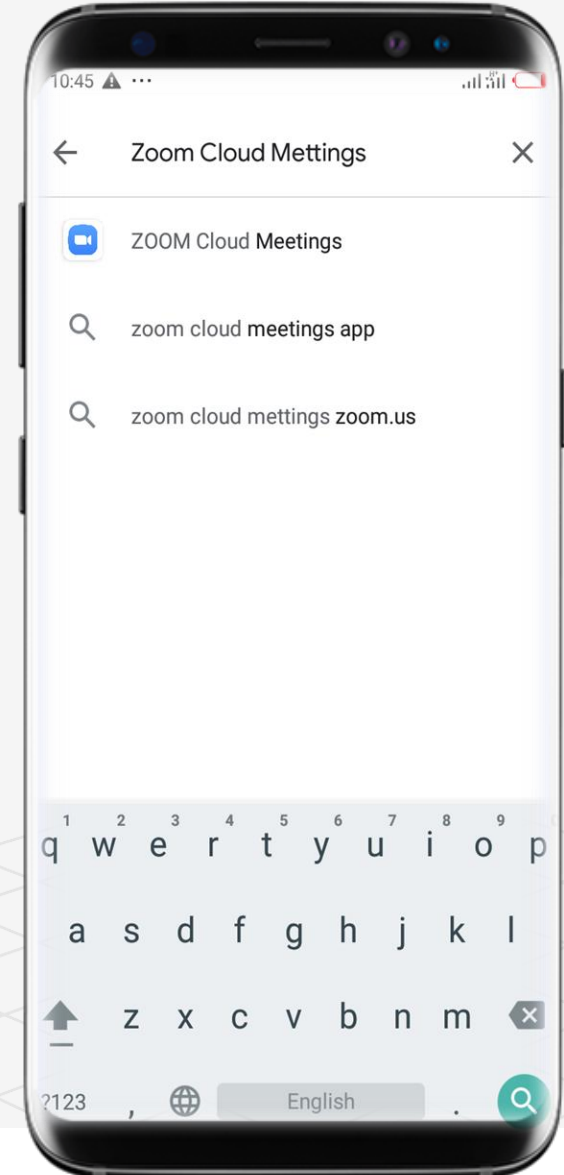 10:45
Zoom Cloud Mettings
ZOOM Cloud Meetings
zoom cloud meetings app
zoom cloud mettings zoom.us
1 2 3 4 5 6 7 8 9
q w e r t y u i o p
a s d f g h j k l
z x c v b n m
?123 , English .